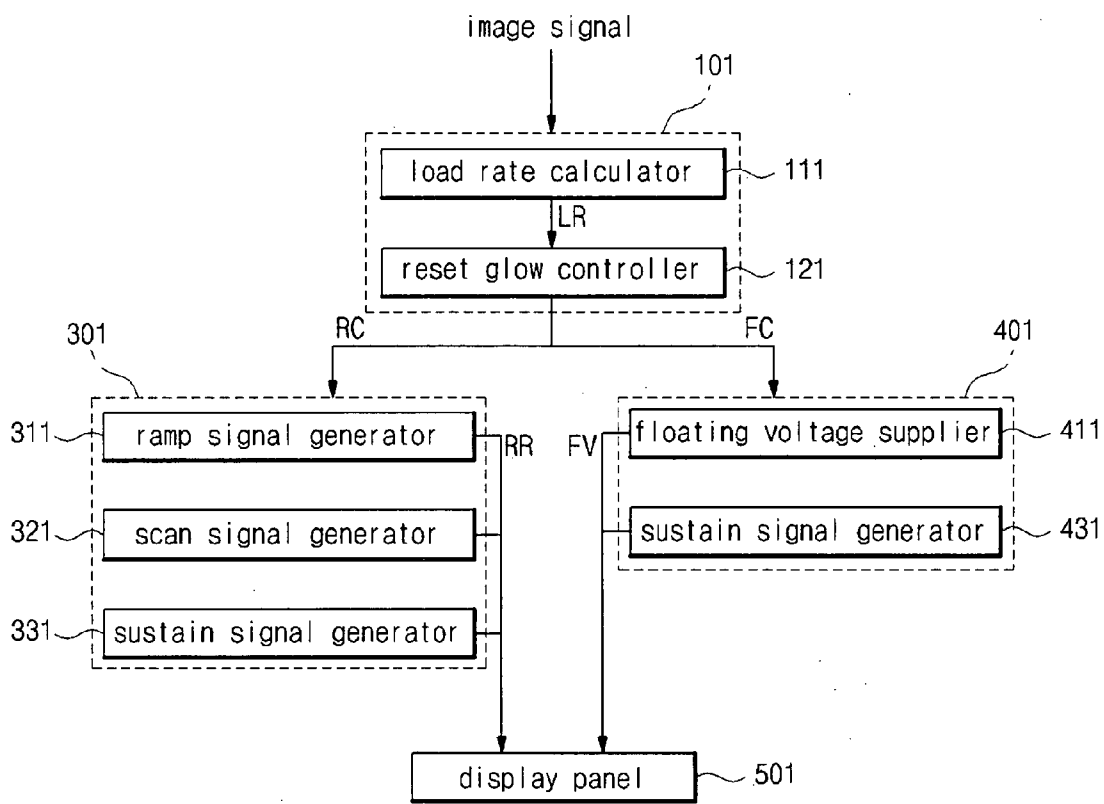 image signal
101
load rate calculator
111
LR
reset glow controller
121
RC
FC
301
401
311
ramp signal generator
RR
FV
floating voltage supplier
411
321
scan signal generator
sustain signal generator
431
331
sustain signal generator
display panel
501